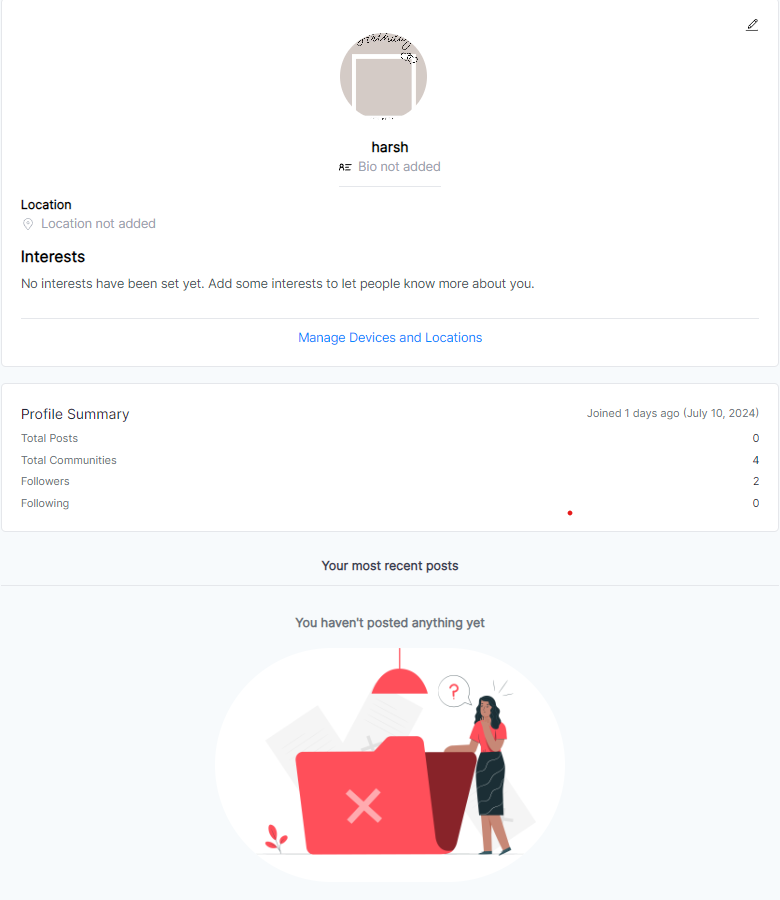 harsh
Bio not added
Location
Location not added
Interests
No interests have been set yet. Add some interests to let people know more about you.
Manage Devices and Locations
Profile Summary Joined 1 days ago (July 10, 2024)
Total Posts 0
Total Communities 4
Followers 2
Following 0
Your most recent posts
You haven't posted anything yet
?